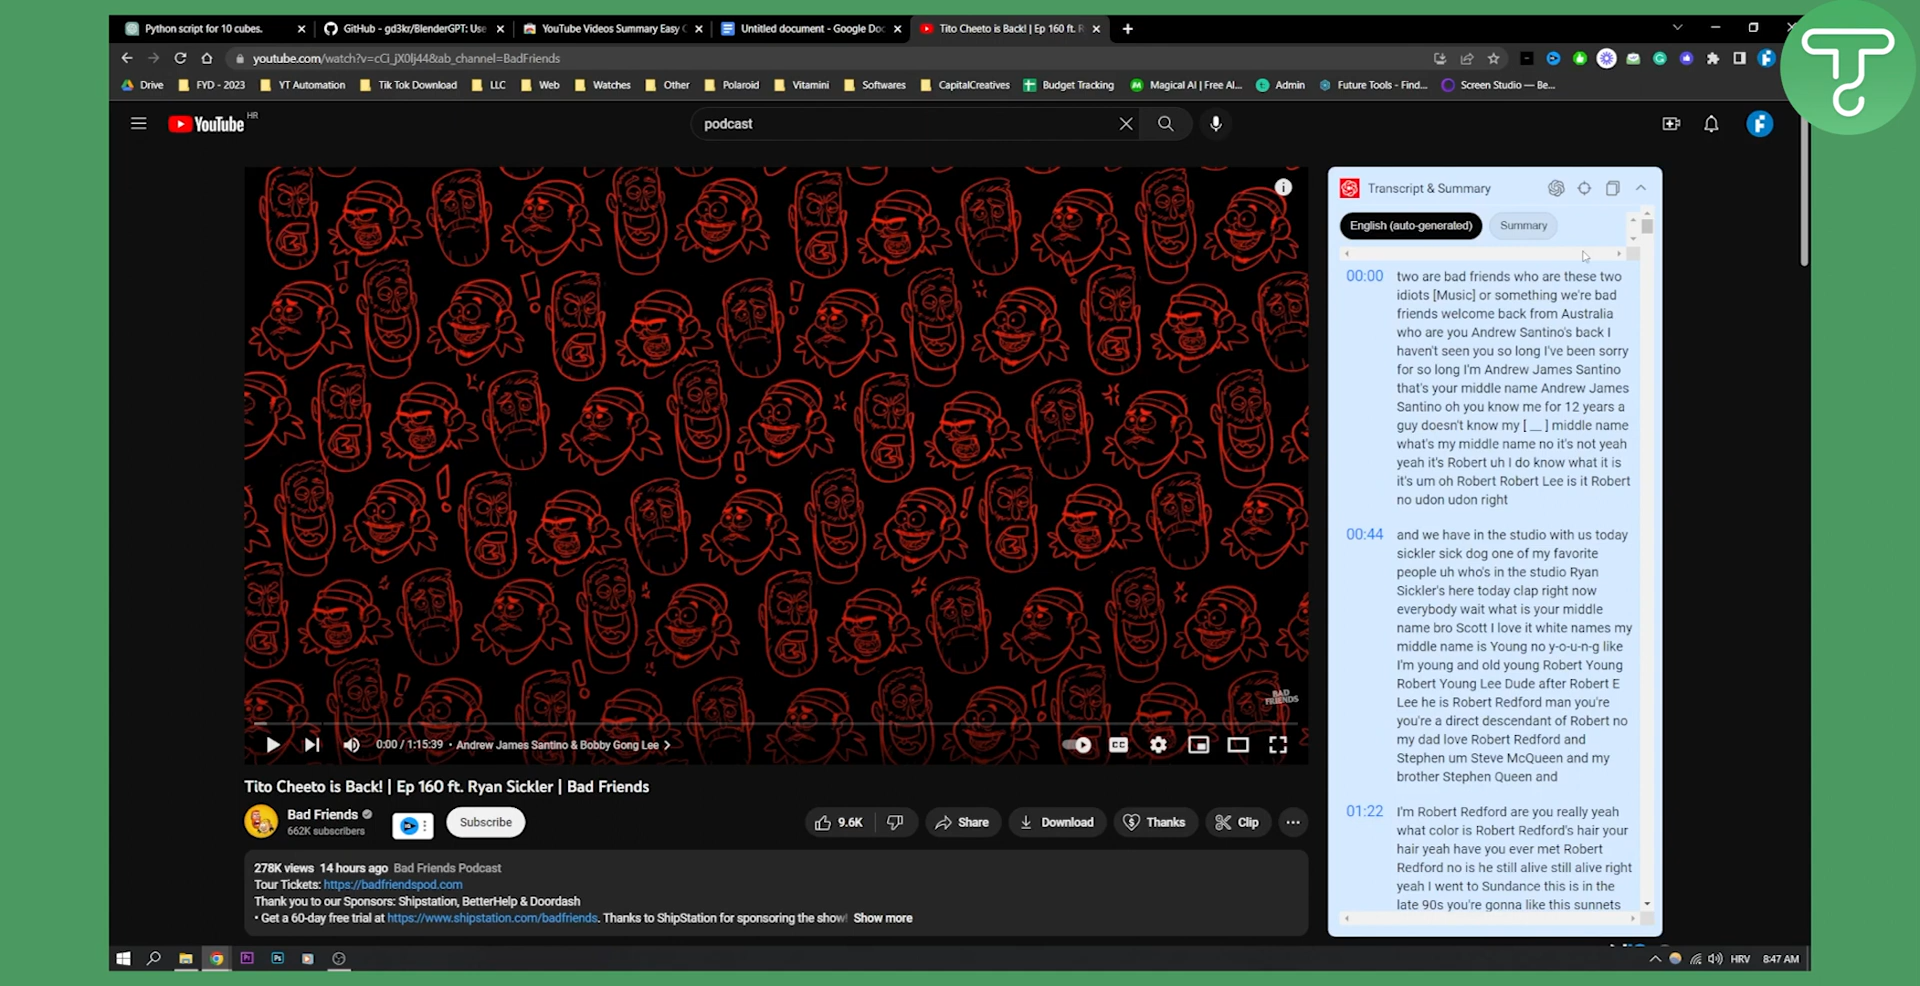 Python script for 10 cubes.
GitHub - gd3kr/BlenderGPT: Use
YouTube Videos Summary Easy C
Untitled document - Google Doc
Tito Cheeto is Back! | Ep 160 ft. R
youtube.com/watch?v=cCi_jX0lj44&ab_channel=BadFriends
Drive
FYD - 2023
YT Automation
Tik Tok Download
LLC
Web
Watches
Other
Polaroid
Vitamini
Softwares
CapitalCreatives
Budget Tracking
Magical AI | Free AI...
Admin
Future Tools - Find...
Screen Studio — Be...
YouTube HR
podcast
Transcript & Summary
English (auto-generated)
Summary
00:00
two are bad friends who are these two
idiots [Music] or something we're bad
friends welcome back from Australia
who are you Andrew Santino's back I
haven't seen you so long I've been sorry
for so long I'm Andrew James Santino
that's your middle name Andrew James
Santino oh you know me for 12 years a
guy doesn't know my [ __ ] middle name
what's my middle name no it's not yeah
yeah it's Robert uh I do know what it is
it's um oh Robert Robert Lee is it Robert
no udon udon right
00:44
and we have in the studio with us today
sickler sick dog one of my favorite
people uh who's in the studio Ryan
Sickler's here today clap right now
everybody wait what is your middle
name bro Scott I love it white names my
middle name is Young no y-o-u-n-g like
I'm young and old young Robert Young
Robert Young Lee Dude after Robert E
Lee he is Robert Redford man you're
you're a direct descendant of Robert no
my dad love Robert Redford and
Stephen um Steve McQueen and my
brother Stephen Queen and
01:22
I'm Robert Redford are you really yeah
what color is Robert Redford's hair your
hair yeah have you ever met Robert
Redford no is he still alive still alive right
yeah I went to Sundance this is in the
late 90s you're gonna like this sunnets
BAD
FRIENDS
0:00 / 1:15:39 • Andrew James Santino & Bobby Gong Lee
CC
Tito Cheeto is Back! | Ep 160 ft. Ryan Sickler | Bad Friends
Bad Friends
662K subscribers
Subscribe
9.6K
Share
Download
Thanks
Clip
278K views 14 hours ago Bad Friends Podcast
Tour Tickets: https://badfriendspod.com
Thank you to our Sponsors: Shipstation, BetterHelp & Doordash
• Get a 60-day free trial at https://www.shipstation.com/badfriends. Thanks to ShipStation for sponsoring the show! Show more
Pr
Ps
HRV
8:47 AM